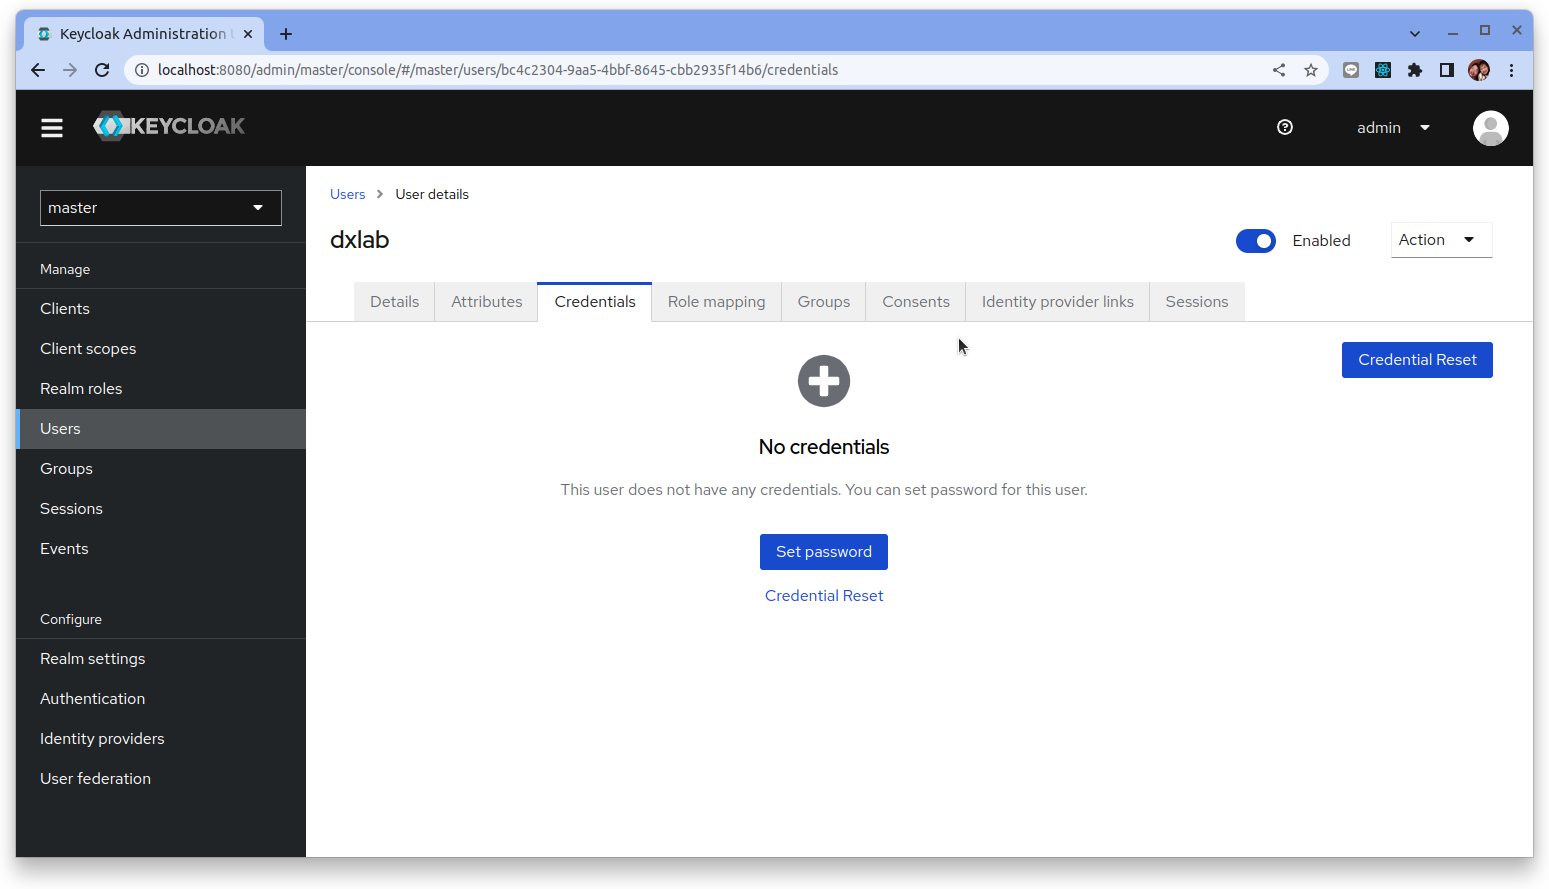 Keycloak Administration
localhost:8080/admin/master/console/#/master/users/bc4c2304-9aa5-4bbf-8645-cbb2935f14b6/credentials
KEYCLOAK
admin
master
Manage
Clients
Client scopes
Realm roles
Users
Groups
Sessions
Events
Configure
Realm settings
Authentication
Identity providers
User federation
Users > User details
dxlab
Enabled
Action
Details Attributes Credentials Role mapping Groups Consents Identity provider links Sessions
Credential Reset
No credentials
This user does not have any credentials. You can set password for this user.
Set password
Credential Reset